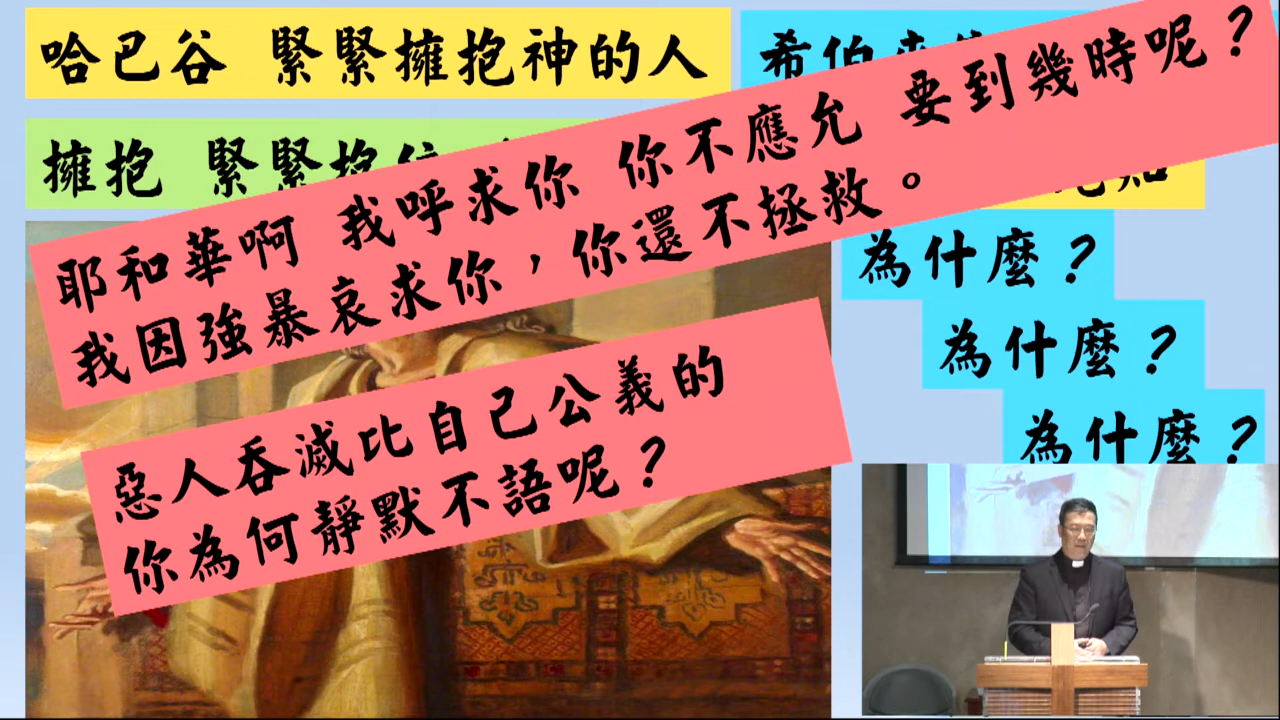 哈巴谷 緊緊擁抱神的人
希伯
擁抱 緊緊抱
耶和華啊 我呼求你 你不應允 要到幾時呢？
我因強暴哀求你，你還不拯救。
為什麼？
為什麼？
為什麼？
惡人吞滅比自己公義的
你為何靜默不語呢？